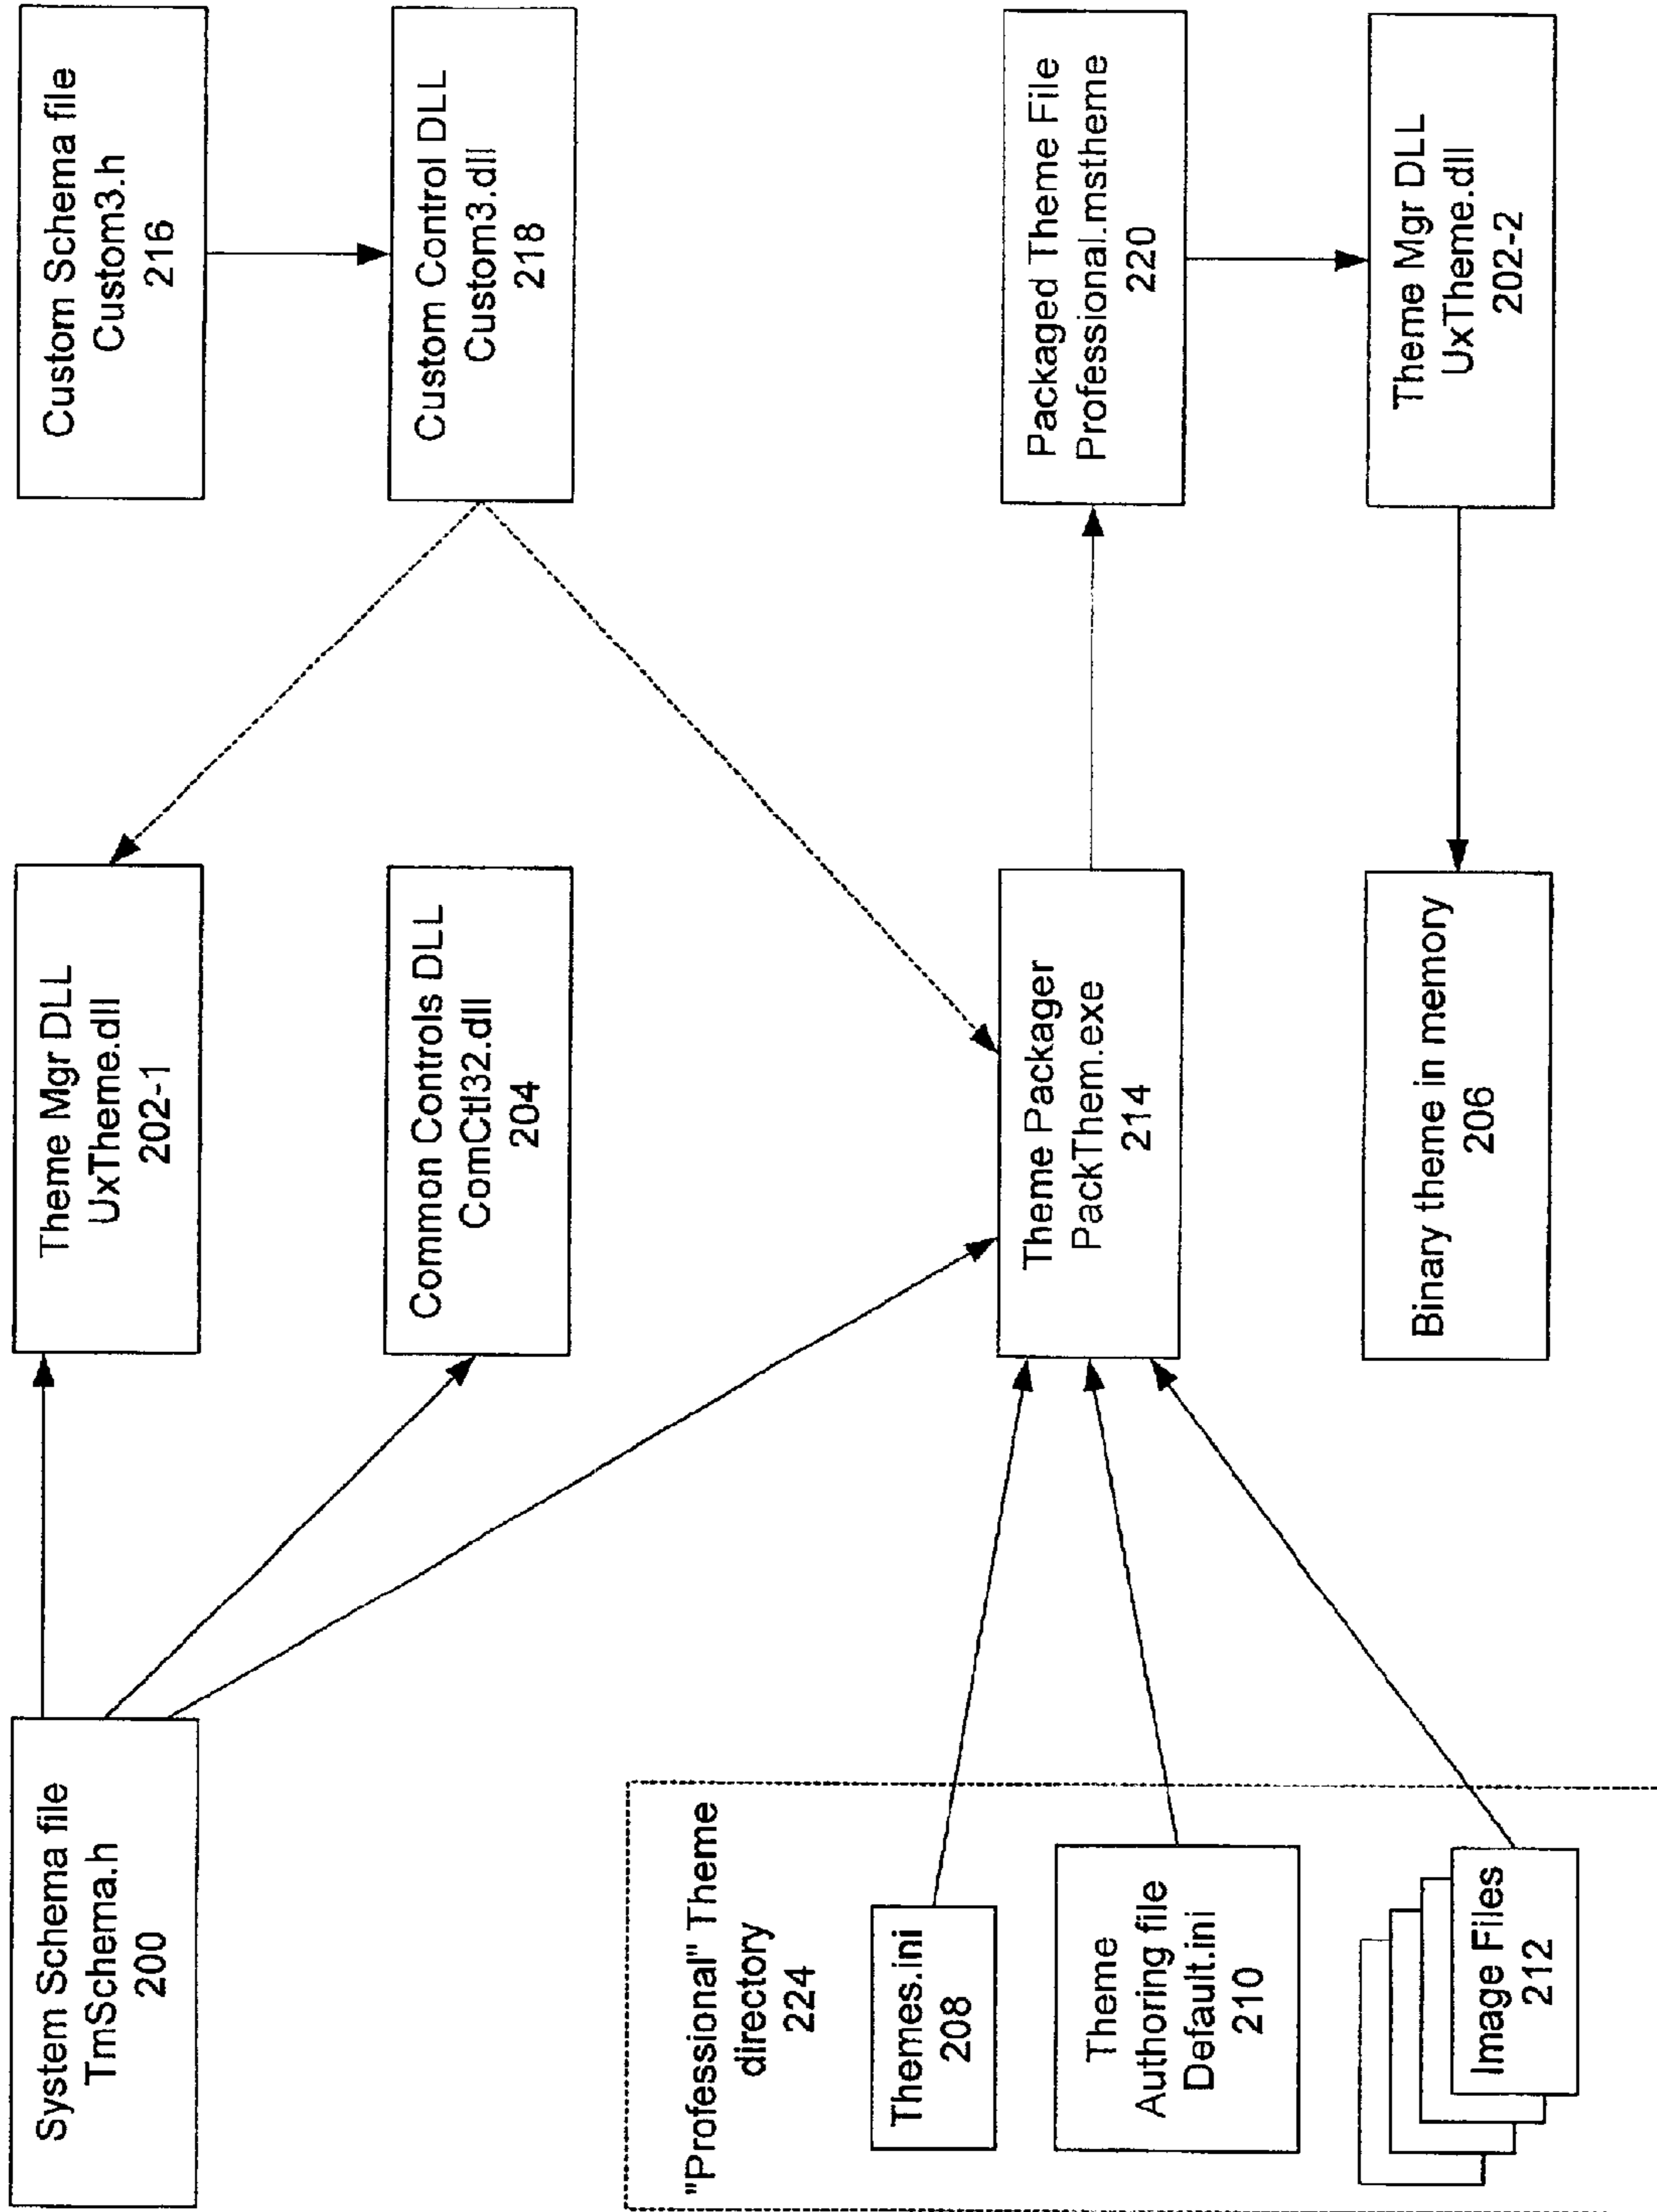 System Schema file
TmSchema.h
200
Theme Mgr DLL
UxTheme.dll
202-1
Custom Schema file
Custom3.h
216
Common Controls DLL
ComCtl32.dll
204
Custom Control DLL
Custom3.dll
218
"Professional" Theme
directory
224
Themes.ini
208
Theme
Authoring file
Default.ini
210
Image Files
212
Theme Packager
PackThem.exe
214
Packaged Theme File
Professional.mstheme
220
Binary theme in memory
206
Theme Mgr DLL
UxTheme.dll
202-2